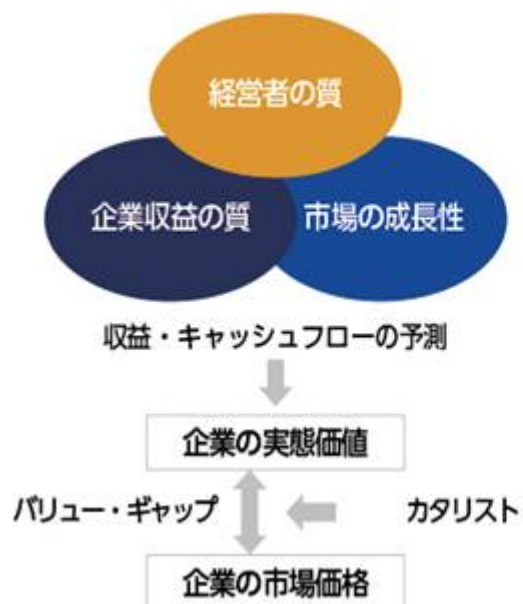 経営者の質
企業収益の質
市場の成長性
収益・キャッシュフローの予測
企業の実態価値
バリュー・ギャップ
カタリスト
企業の市場価格